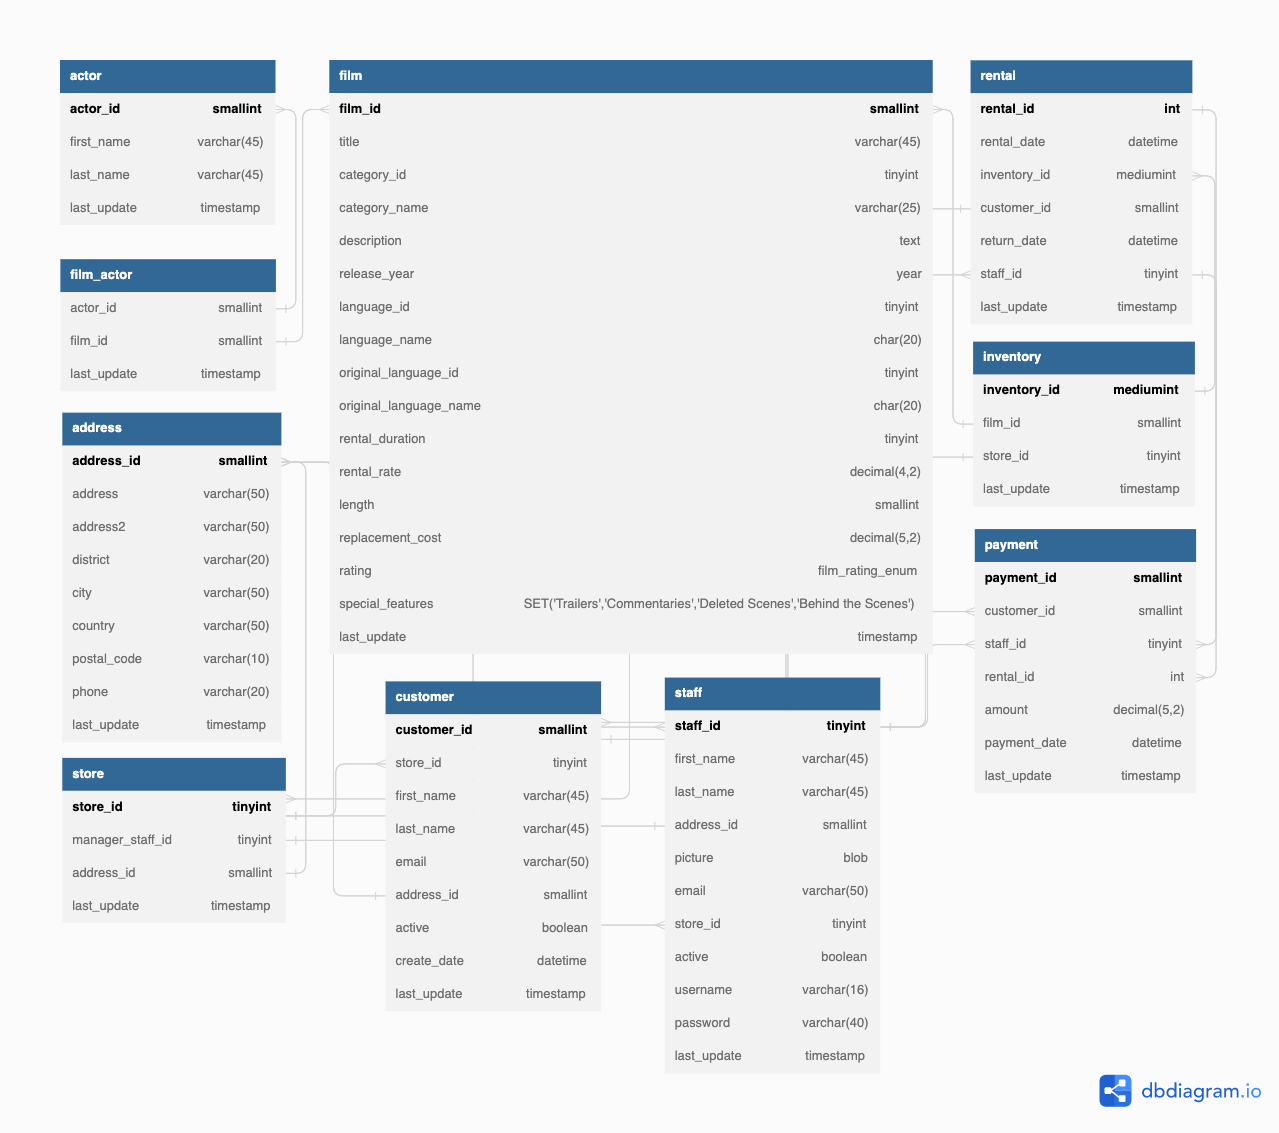 actor
actor_id smallint
first_name varchar(45)
last_name varchar(45)
last_update timestamp
film_actor
actor_id smallint
film_id smallint
last_update timestamp
address
address_id smallint
address varchar(50)
address2 varchar(50)
district varchar(20)
city varchar(50)
country varchar(50)
postal_code varchar(10)
phone varchar(20)
last_update timestamp
store
store_id tinyint
manager_staff_id tinyint
address_id smallint
last_update timestamp
film
film_id smallint
title varchar(45)
category_id tinyint
category_name varchar(25)
description text
release_year year
language_id tinyint
language_name char(20)
original_language_id tinyint
original_language_name char(20)
rental_duration tinyint
rental_rate decimal(4,2)
length smallint
replacement_cost decimal(5,2)
rating film_rating_enum
special_features SET('Trailers','Commentaries','Deleted Scenes','Behind the Scenes')
last_update timestamp
customer
customer_id smallint
store_id tinyint
first_name varchar(45)
last_name varchar(45)
email varchar(50)
address_id smallint
active boolean
create_date datetime
last_update timestamp
staff
staff_id tinyint
first_name varchar(45)
last_name varchar(45)
address_id smallint
picture blob
email varchar(50)
store_id tinyint
active boolean
username varchar(16)
password varchar(40)
last_update timestamp
rental
rental_id int
rental_date datetime
inventory_id mediumint
customer_id smallint
return_date datetime
staff_id tinyint
last_update timestamp
inventory
inventory_id mediumint
film_id smallint
store_id tinyint
last_update timestamp
payment
payment_id smallint
customer_id smallint
staff_id tinyint
rental_id int
amount decimal(5,2)
payment_date datetime
last_update timestamp
dbdiagram.io